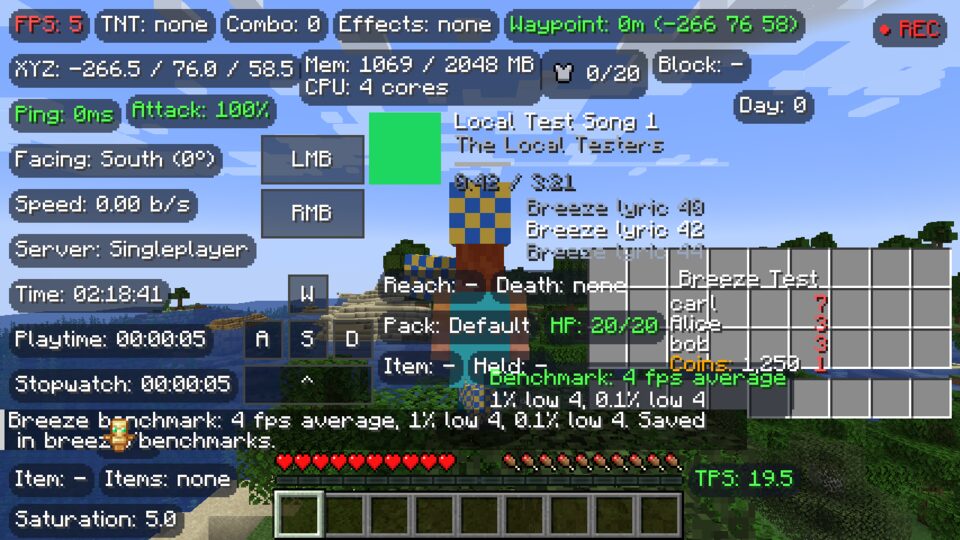 FPS: 5 TNT: none Combo: 0 Effects: none Waypoint: 0m (-266 76 58) • REC
XYZ: -266.5 / 76.0 / 58.5 Mem: 1069 / 2048 MB 0/20 Block: -
CPU: 4 cores
Day: 0
Ping: 0ms Attack: 100%
Local Test Song 1
The Local Testers
0:42 / 3:21
Facing: South (0°) LMB
Speed: 0.00 b/s RMB
Breeze lyric 40
Breeze lyric 42
Breeze lyric 44
Server: Singleplayer
Breeze Test
Time: 02:18:41 W Reach: - Death: none
carl 7
Alice 3
bob 3
Coins: 1,250 1
Playtime: 00:00:05 A S D Pack: Default HP: 20/20
Item: - Held: -
Stopwatch: 00:00:05 ^
Benchmark: 4 fps average
1% low 4, 0.1% low 4
Breeze benchmark: 4 fps average, 1% low 4, 0.1% low 4. Saved
in breeze/benchmarks.
Item: - Items: none TPS: 19.5
Saturation: 5.0